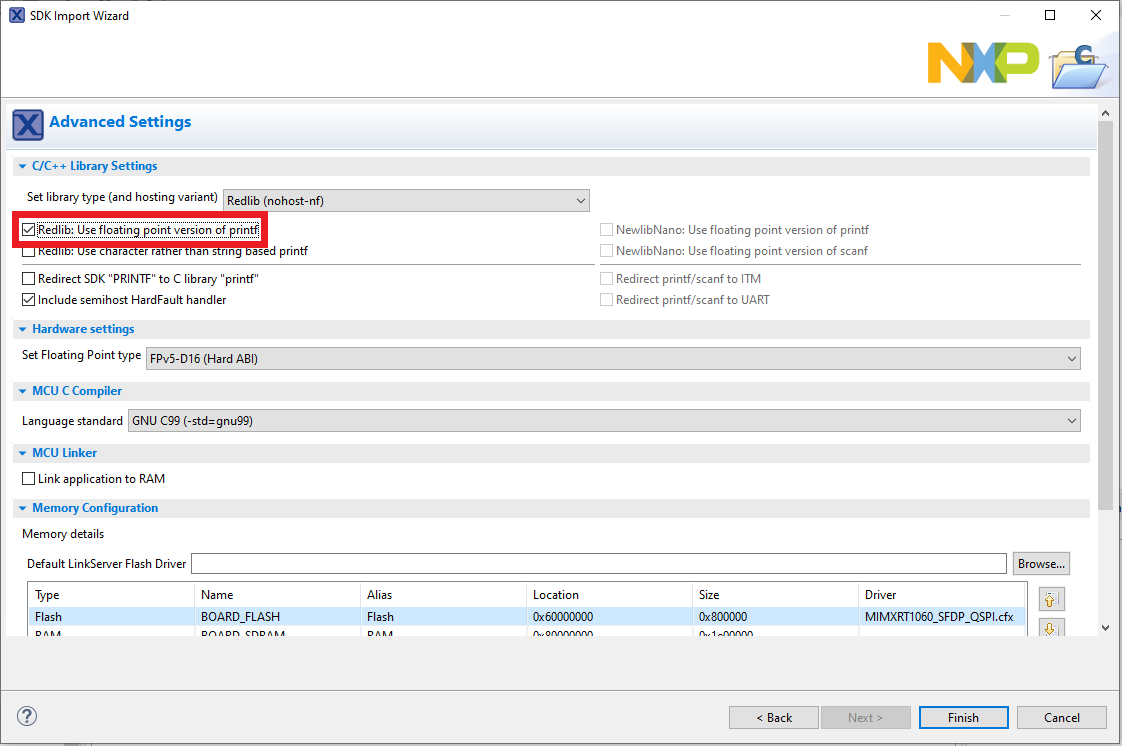 SDK Import Wizard
NXP
C
Advanced Settings
C/C++ Library Settings
Set library type (and hosting variant) Redlib (nohost-nf)
Redlib: Use floating point version of printf NewlibNano: Use floating point version of printf
Redlib: Use character rather than string based printf NewlibNano: Use floating point version of scanf
Redirect SDK "PRINTF" to C library "printf" Redirect printf/scanf to ITM
Include semihost HardFault handler Redirect printf/scanf to UART
Hardware settings
Set Floating Point type FPv5-D16 (Hard ABI)
MCU C Compiler
Language standard GNU C99 (-std=gnu99)
MCU Linker
Link application to RAM
Memory Configuration
Memory details
Default LinkServer Flash Driver Browse...
Type Name Alias Location Size Driver
Flash BOARD_FLASH Flash 0x60000000 0x800000 MIMXRT1060_SFDP_QSPI.cfx
RAM BOARD_SDRAM RAM 0x80000000 0x1e00000
? < Back Next > Finish Cancel